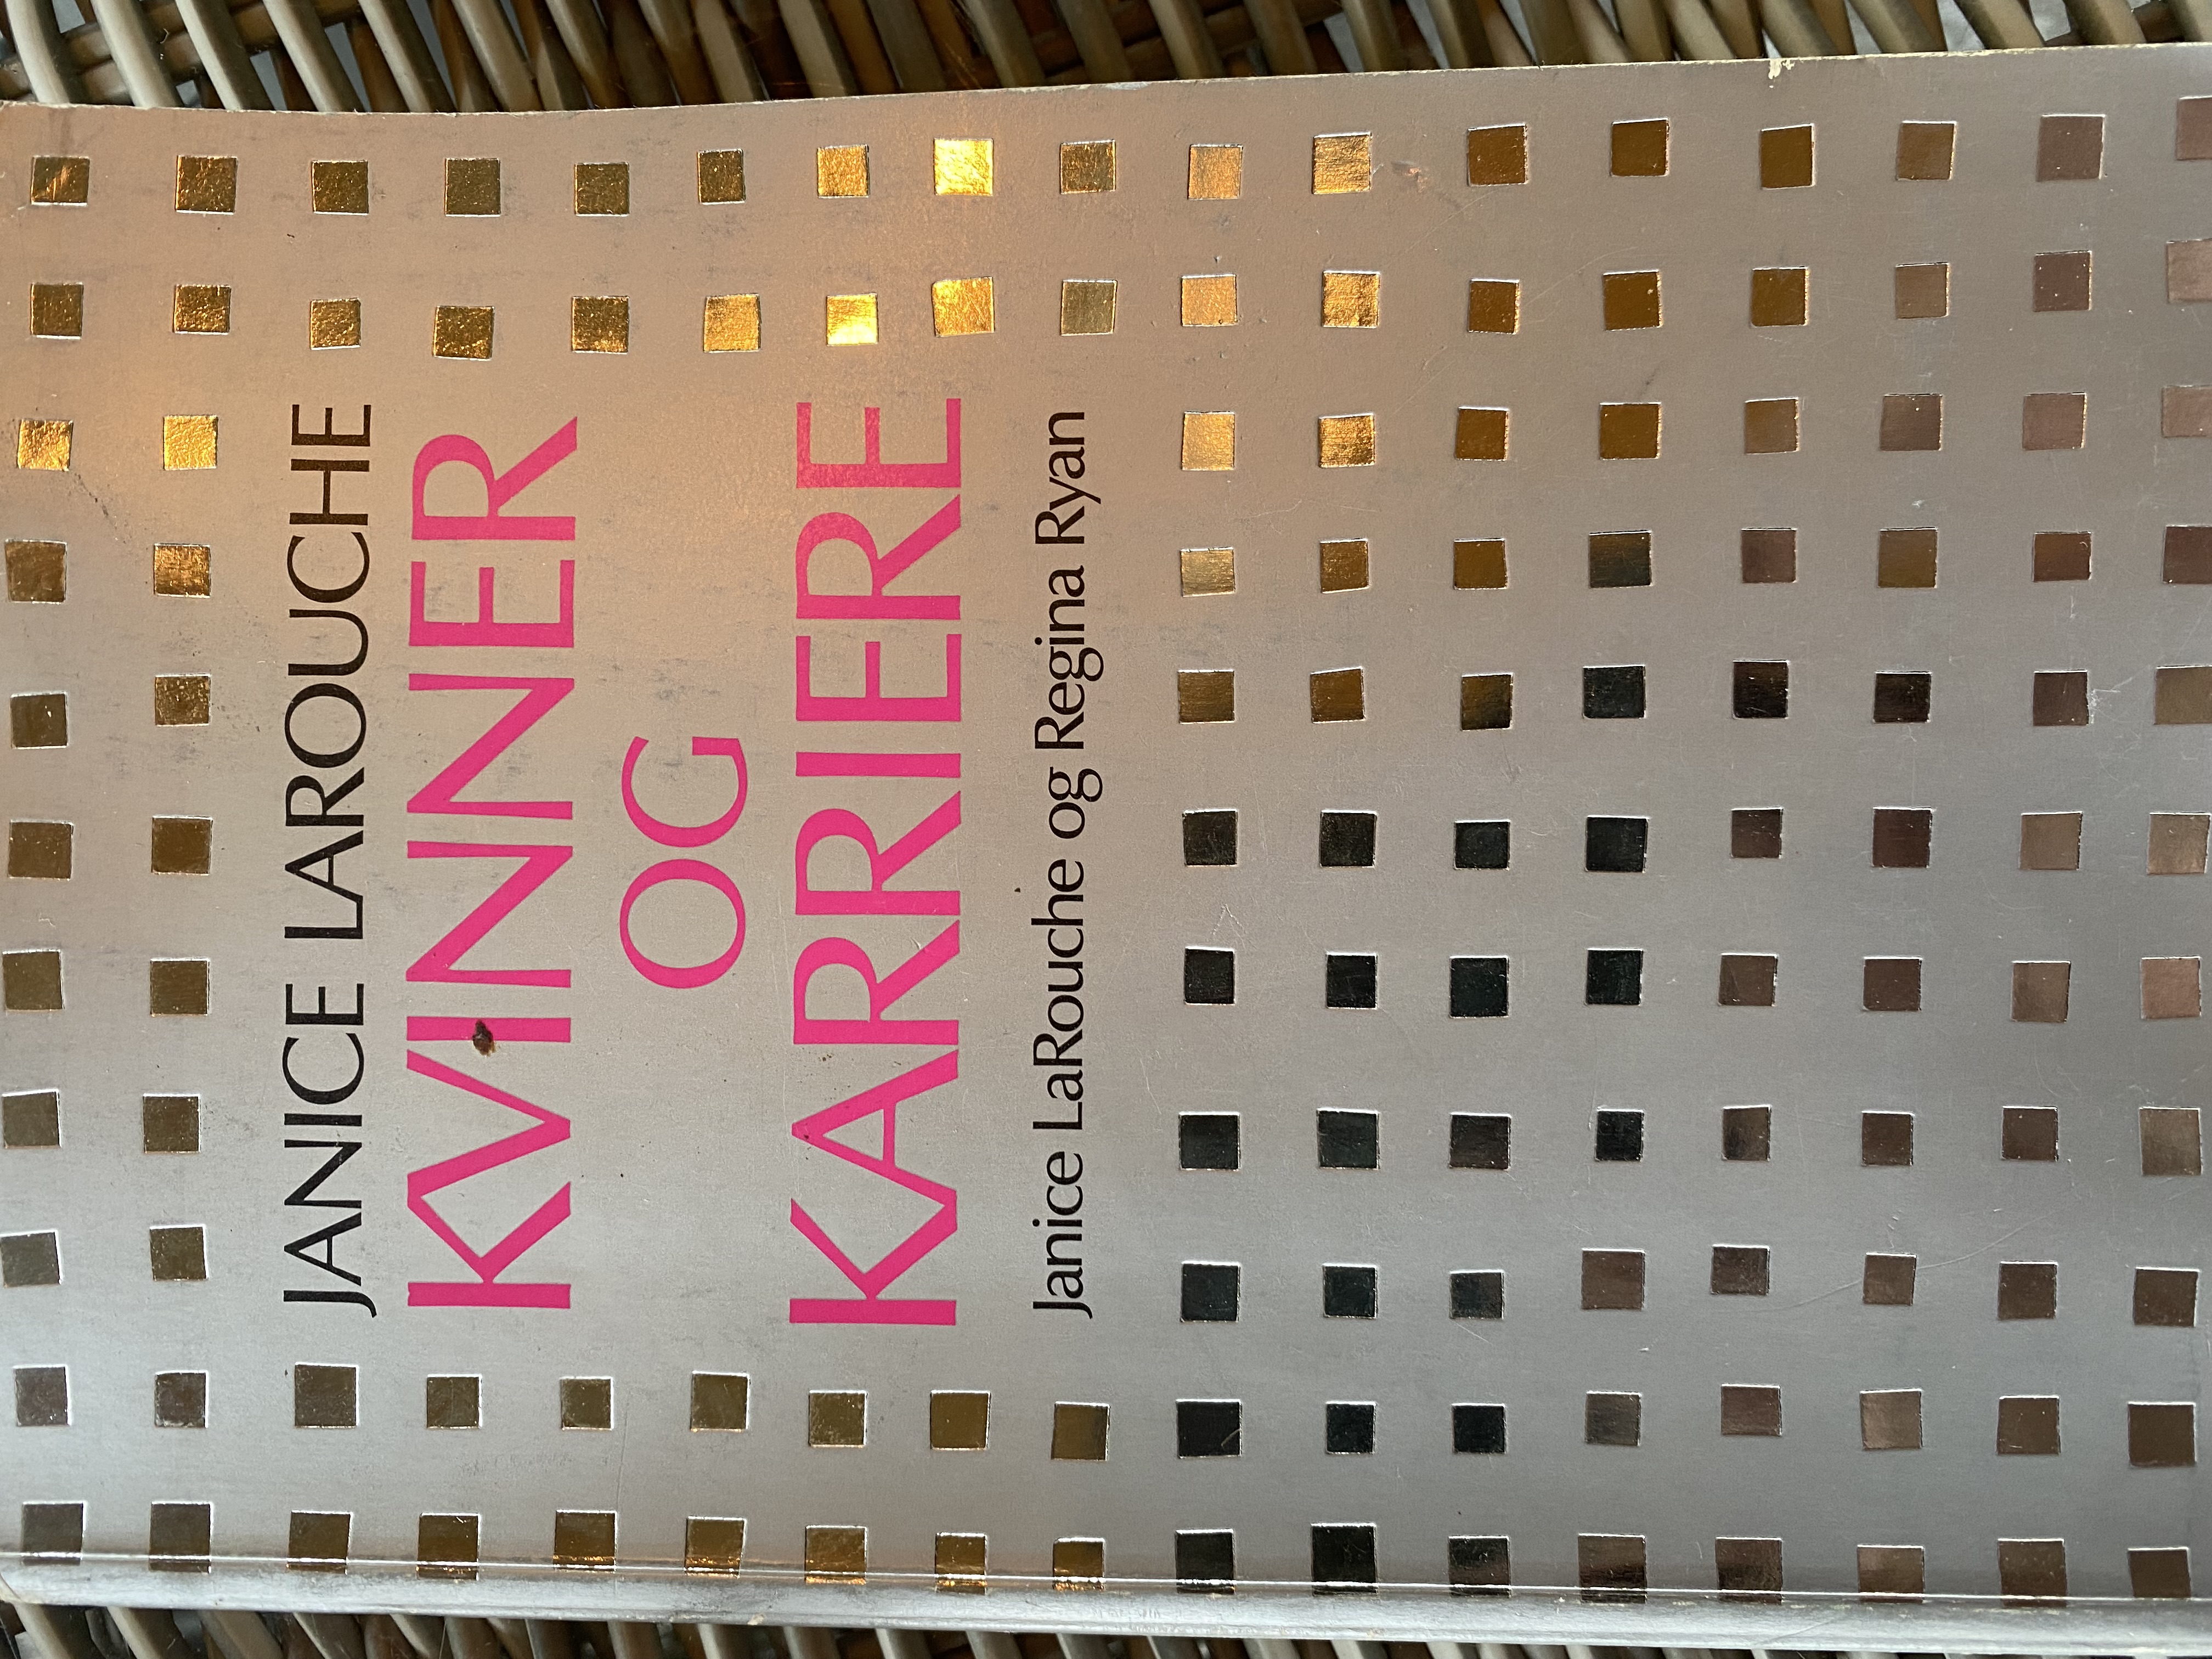 JANICE LAROUCHE
KVINNER
OG
KARRIERE
Janice LaRouche og Regina Ryan